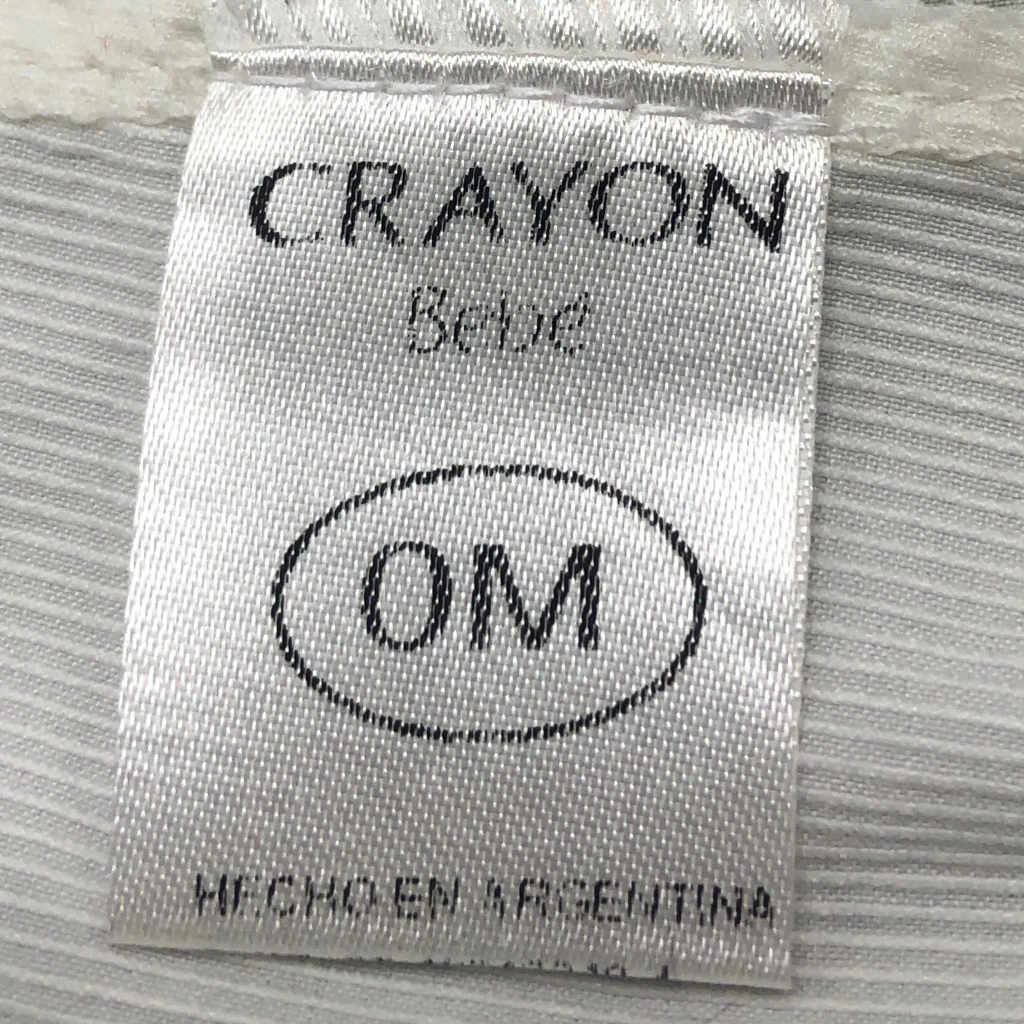 CRAYON
Bebé
0M
HECHO EN ARGENTINA